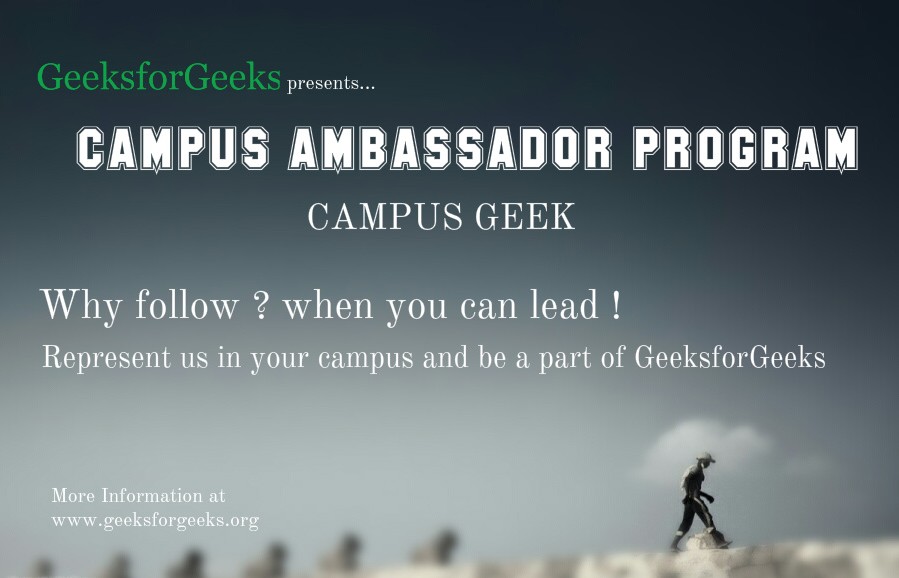 GeeksforGeeks presents...
CAMPUS AMBASSADOR PROGRAM
CAMPUS GEEK
Why follow ? when you can lead !
Represent us in your campus and be a part of GeeksforGeeks
More Information at
www.geeksforgeeks.org